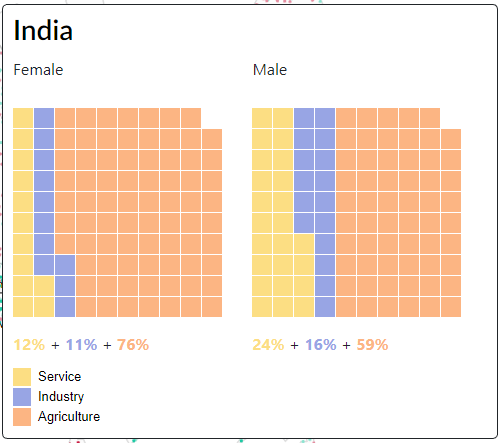 India
Female Male
12% + 11% + 76% 24% + 16% + 59%
Service
Industry
Agriculture